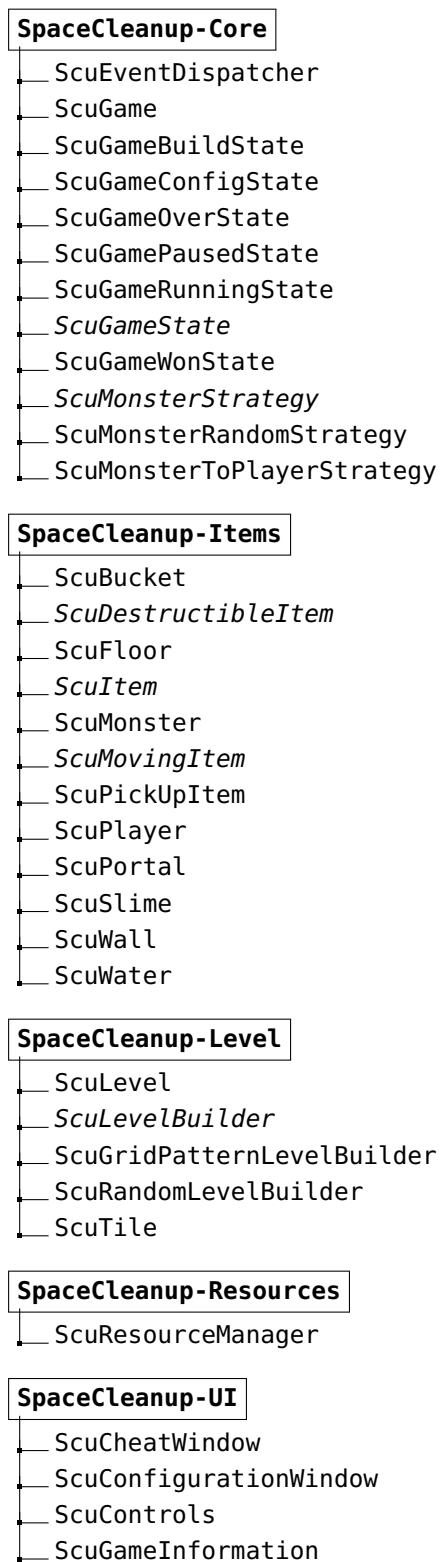 SpaceCleanup-Core
ScuEventDispatcher
ScuGame
ScuGameBuildState
ScuGameConfigState
ScuGameOverState
ScuGamePausedState
ScuGameRunningState
ScuGameState
ScuGameWonState
ScuMonsterStrategy
ScuMonsterRandomStrategy
ScuMonsterToPlayerStrategy
SpaceCleanup-Items
ScuBucket
ScuDestructibleItem
ScuFloor
ScuItem
ScuMonster
ScuMovingItem
ScuPickUpItem
ScuPlayer
ScuPortal
ScuSlime
ScuWall
ScuWater
SpaceCleanup-Level
ScuLevel
ScuLevelBuilder
ScuGridPatternLevelBuilder
ScuRandomLevelBuilder
ScuTile
SpaceCleanup-Resources
ScuResourceManager
SpaceCleanup-UI
ScuCheatWindow
ScuConfigurationWindow
ScuControls
ScuGameInformation